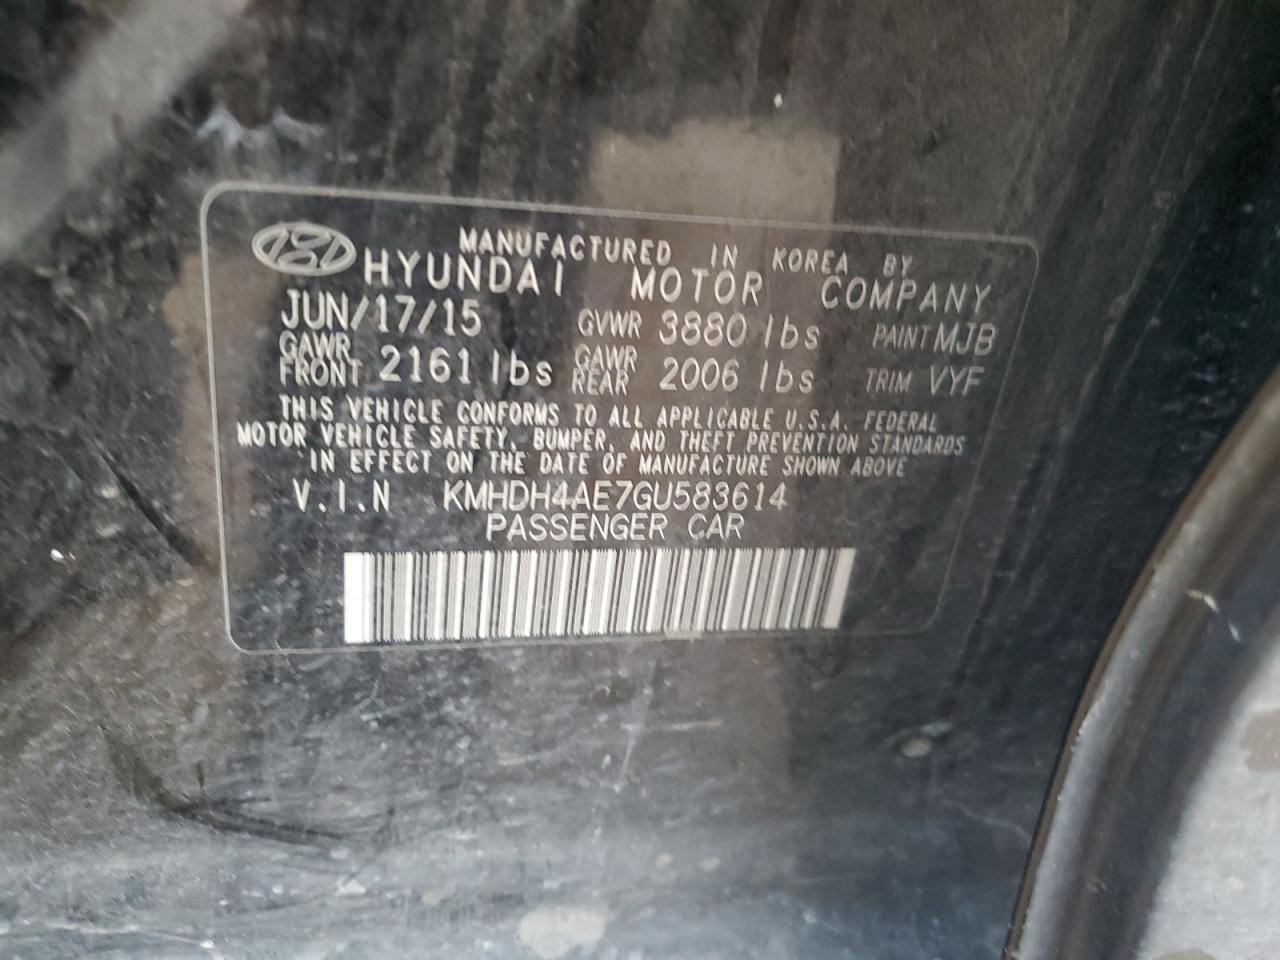 MANUFACTURED IN KOREA BY
HYUNDAI MOTOR COMPANY
JUN/17/15 GVWR 3880 lbs PAINT MJB
GAWR FRONT 2161 lbs GAWR REAR 2006 lbs TRIM VYF
THIS VEHICLE CONFORMS TO ALL APPLICABLE U.S.A. FEDERAL
MOTOR VEHICLE SAFETY, BUMPER, AND THEFT PREVENTION STANDARDS
IN EFFECT ON THE DATE OF MANUFACTURE SHOWN ABOVE
V.I.N KMHDH4AE7GU583614
PASSENGER CAR